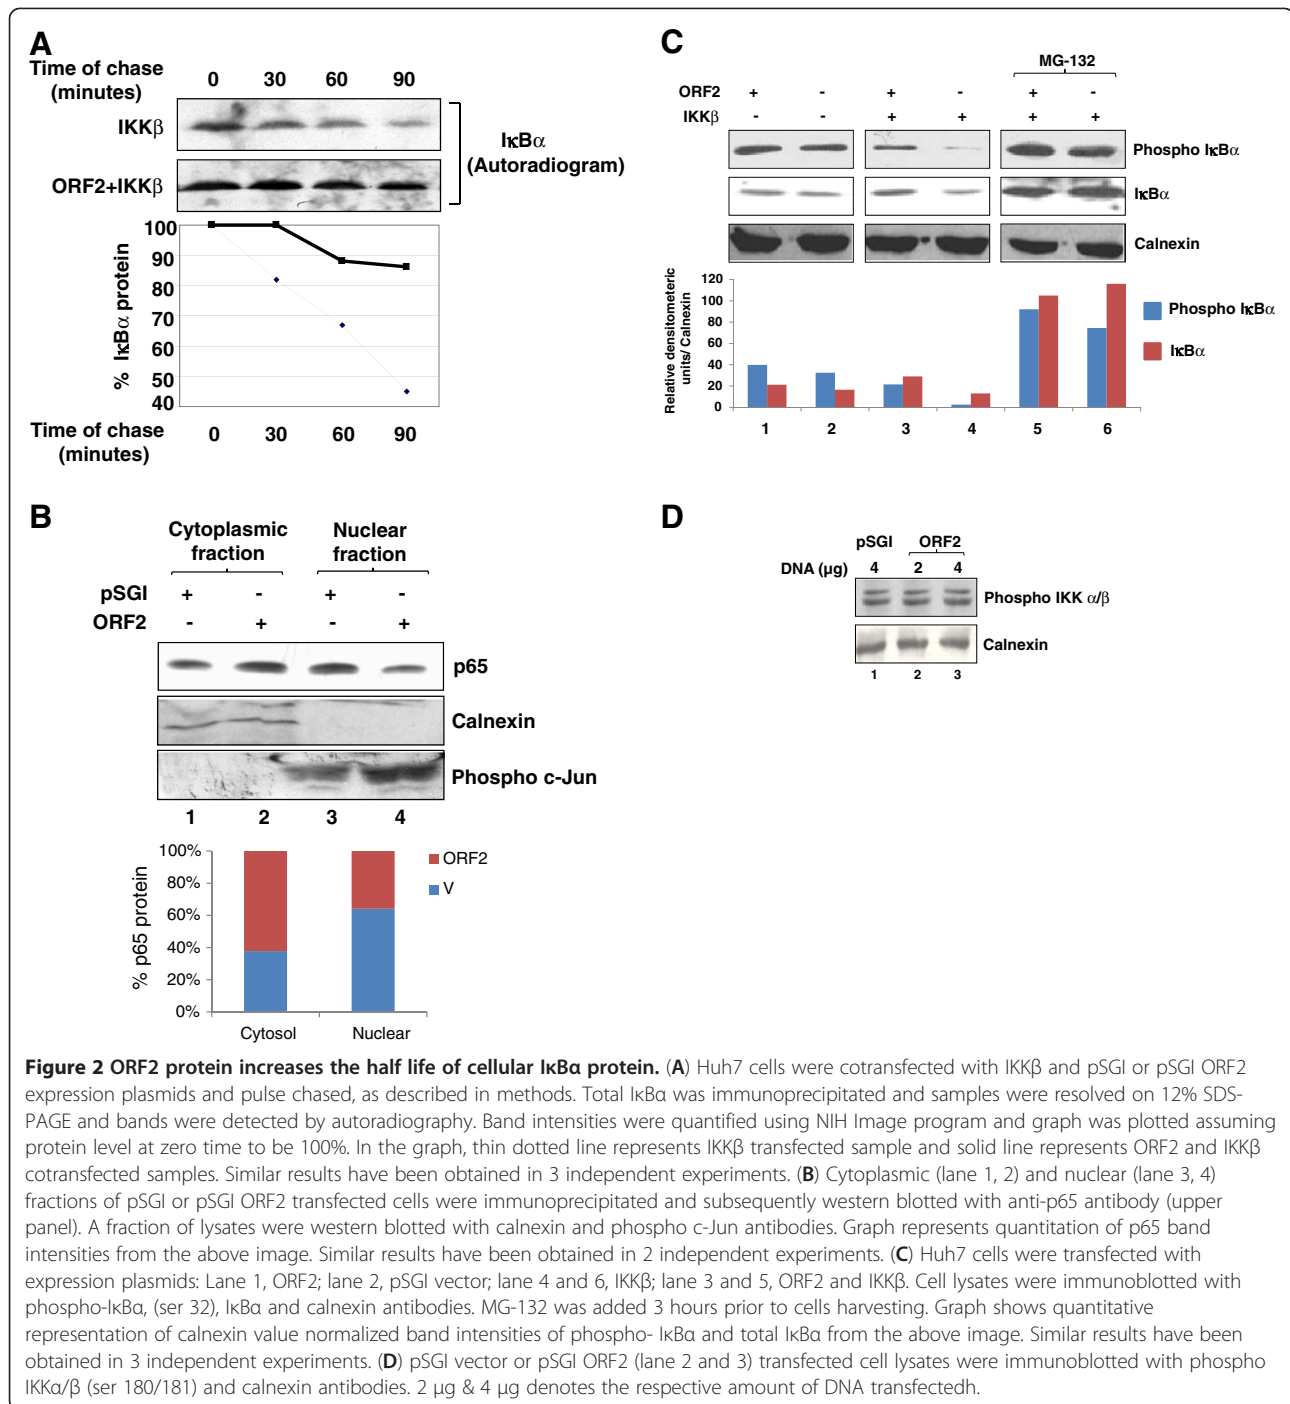 A
Time of chase (minutes) 0 30 60 90
IKKβ
ORF2+IKKβ
IκBα (Autoradiogram)
% IκBα protein
100
90
80
70
60
50
40
Time of chase (minutes) 0 30 60 90
B
Cytoplasmic fraction Nuclear fraction
pSGI + - + -
ORF2 - + - +
p65
Calnexin
Phospho c-Jun
1 2 3 4
% p65 protein
100%
80%
60%
40%
20%
0%
Cytosol Nuclear
ORF2
V
C
MG-132
ORF2 + - + - + -
IKKβ - - + + + +
Phospho IκBα
IκBα
Calnexin
Relative densitometeric units/ Calnexin
120
100
80
60
40
20
0
1 2 3 4 5 6
Phospho IκBα
IκBα
D
pSGI ORF2
DNA (µg) 4 2 4
Phospho IKK α/β
Calnexin
1 2 3
Figure 2 ORF2 protein increases the half life of cellular IκBα protein. (A) Huh7 cells were cotransfected with IKKβ and pSGI or pSGI ORF2
expression plasmids and pulse chased, as described in methods. Total IκBα was immunoprecipitated and samples were resolved on 12% SDS-
PAGE and bands were detected by autoradiography. Band intensities were quantified using NIH Image program and graph was plotted assuming
protein level at zero time to be 100%. In the graph, thin dotted line represents IKKβ transfected sample and solid line represents ORF2 and IKKβ
cotransfected samples. Similar results have been obtained in 3 independent experiments. (B) Cytoplasmic (lane 1, 2) and nuclear (lane 3, 4)
fractions of pSGI or pSGI ORF2 transfected cells were immunoprecipitated and subsequently western blotted with anti-p65 antibody (upper
panel). A fraction of lysates were western blotted with calnexin and phospho c-Jun antibodies. Graph represents quantitation of p65 band
intensities from the above image. Similar results have been obtained in 2 independent experiments. (C) Huh7 cells were transfected with
expression plasmids: Lane 1, ORF2; lane 2, pSGI vector; lane 4 and 6, IKKβ; lane 3 and 5, ORF2 and IKKβ. Cell lysates were immunoblotted with
phospho-IκBα, (ser 32), IκBα and calnexin antibodies. MG-132 was added 3 hours prior to cells harvesting. Graph shows quantitative
representation of calnexin value normalized band intensities of phospho- IκBα and total IκBα from the above image. Similar results have been
obtained in 3 independent experiments. (D) pSGI vector or pSGI ORF2 (lane 2 and 3) transfected cell lysates were immunoblotted with phospho
IKKα/β (ser 180/181) and calnexin antibodies. 2 µg & 4 µg denotes the respective amount of DNA transfectedh.